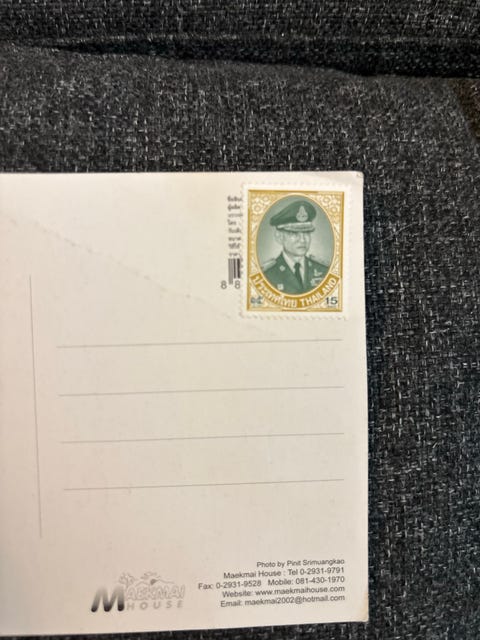 ประเทศไทย THAILAND
๑๕ 15
Photo by Pinit Srimuangkao
Maekmai House : Tel 0-2931-9791
Fax: 0-2931-9528 Mobile: 081-430-1970
Website: www.maekmaihouse.com
Email: maekmai2002@hotmail.com
MAEKMAI
HOUSE